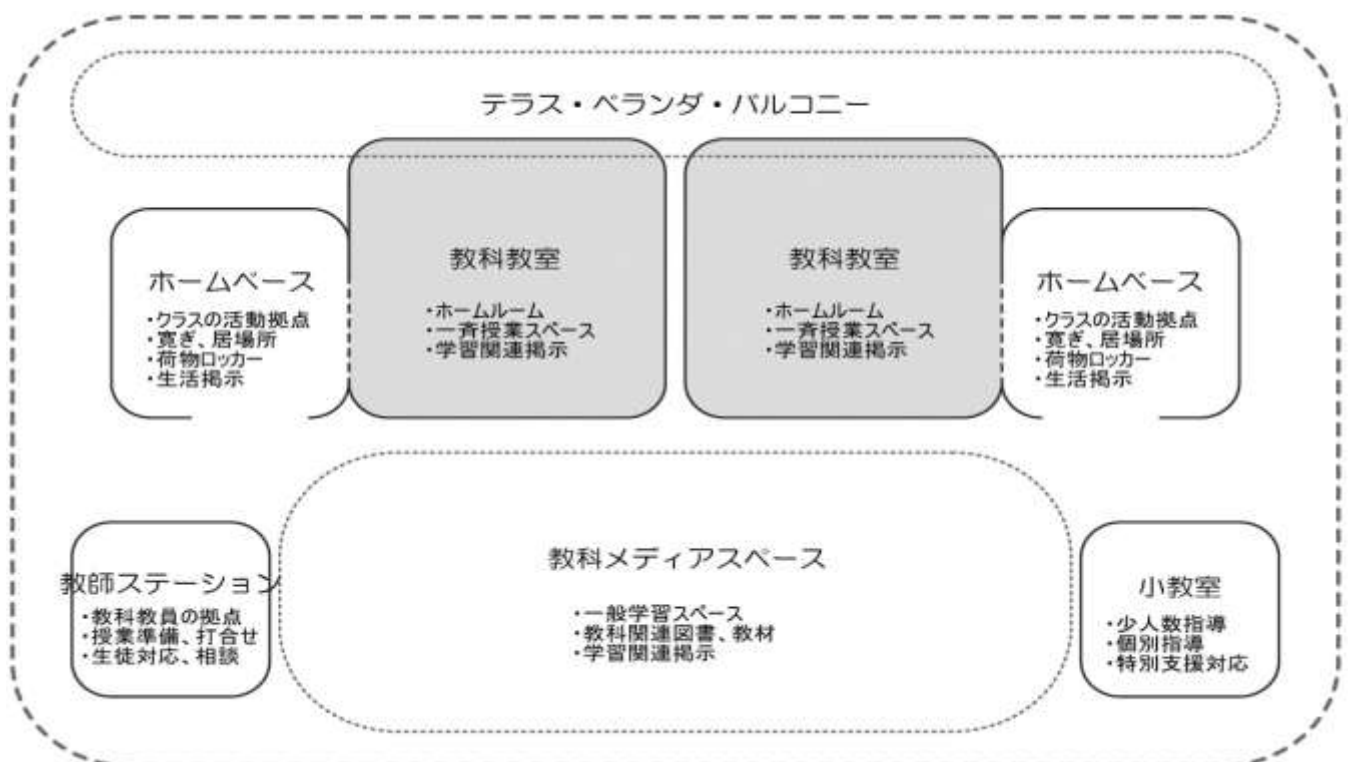 テラス・ベランダ・バルコニー
ホームベース
・クラスの活動拠点
・寛ぎ、居場所
・荷物ロッカー
・生活掲示
教科教室
・ホームルーム
・一斉授業スペース
・学習関連掲示
教科教室
・ホームルーム
・一斉授業スペース
・学習関連掲示
ホームベース
・クラスの活動拠点
・寛ぎ、居場所
・荷物ロッカー
・生活掲示
教師ステーション
・教科教員の拠点
・授業準備、打合せ
・生徒対応、相談
教科メディアスペース
・一般学習スペース
・教科関連図書、教材
・学習関連掲示
小教室
・少人数指導
・個別指導
・特別支援対応